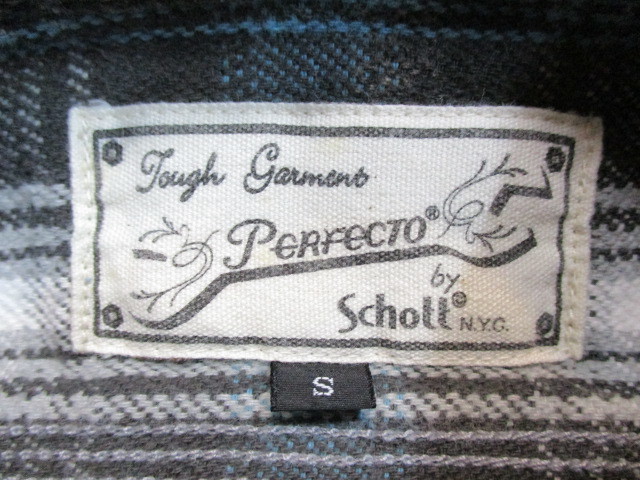 Tough Garment
PERFECTO®
by
Schott® N.Y.C.
S